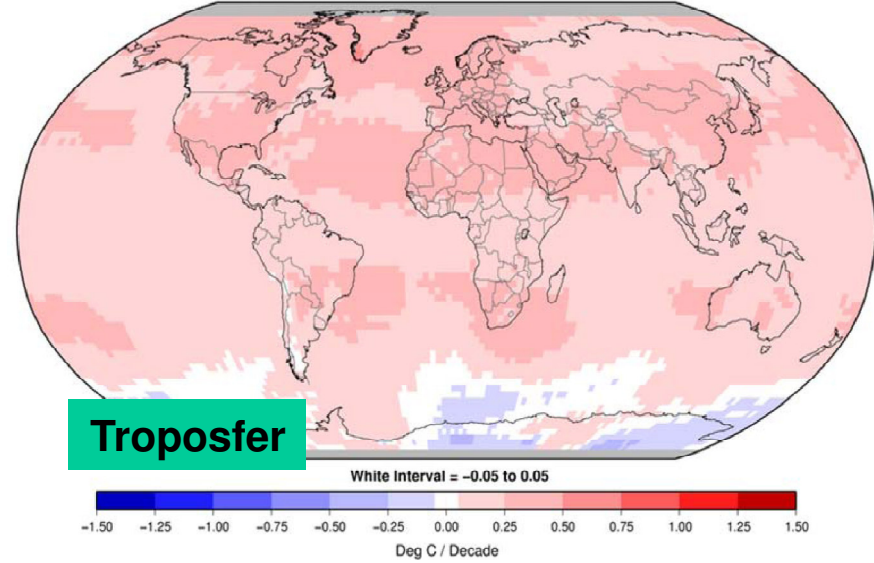 Troposfer
White Interval = −0.05 to 0.05
−1.50 −1.25 −1.00 −0.75 −0.50 −0.25 0.00 0.25 0.50 0.75 1.00 1.25 1.50
Deg C / Decade